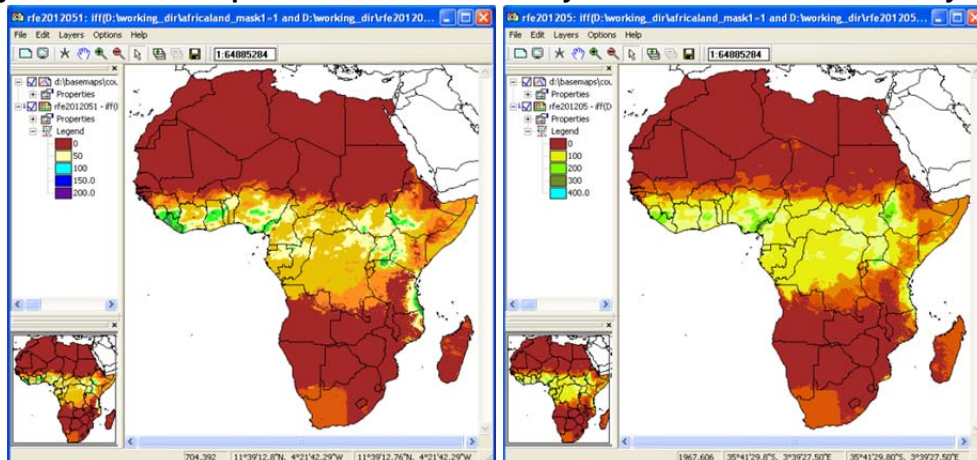 rfe2012051: iff(D:\working_dir\africaland_mask1=1 and D:\working_dir\rfe20120...
File Edit Layers Options Help
1:64885284
d:\basemaps\cou.
Properties
rfe2012051 - iff(I
Properties
Legend
0
50
100
150.0
200.0
704.392 11°39'12.8"N, 4°21'42.29"W 11°39'12.76"N, 4°21'42.29"W
rfe201205: iff(D:\working_dir\africaland_mask1=1 and D:\working_dir\rfe201205...
File Edit Layers Options Help
1:64885284
d:\basemaps\cou.
Properties
rfe201205 - iff(D
Properties
Legend
0
100
200
300
400.0
1967.606 35°41'29.8"S, 3°39'27.50"E 35°41'29.80"S, 3°39'27.50"E